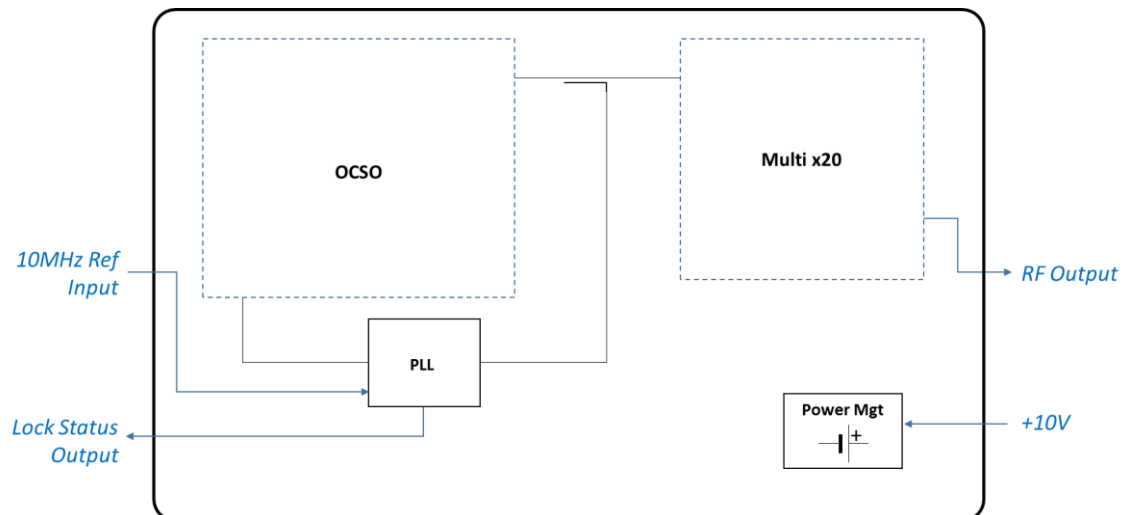 OCSO
Multi x20
10MHz Ref
Input
RF Output
PLL
Lock Status
Output
Power Mgt
+
+10V